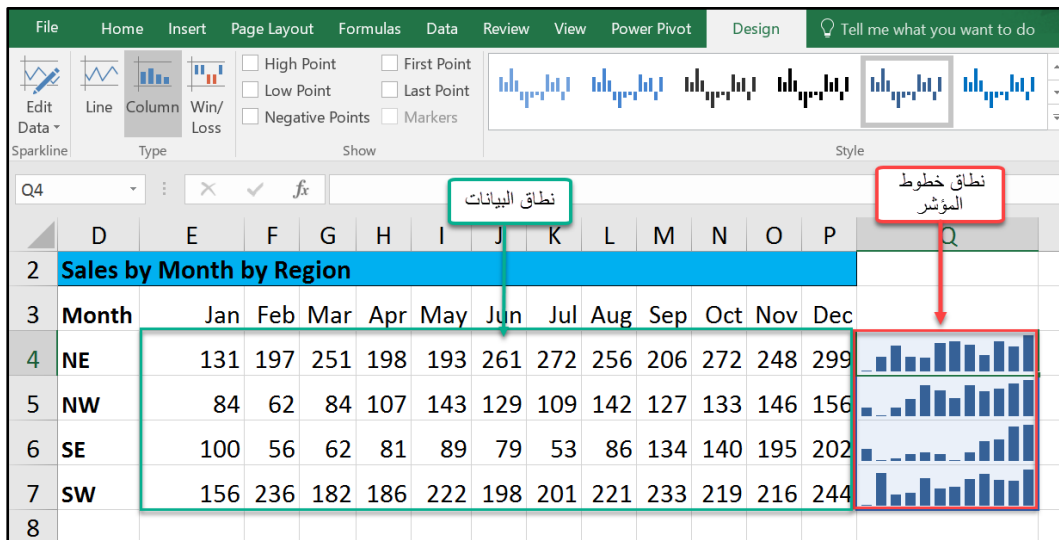 File Home Insert Page Layout Formulas Data Review View Power Pivot Design Tell me what you want to do
Edit Data
Line
Column
Win/
Loss
High Point
Low Point
Negative Points
First Point
Last Point
Markers
Sparkline
Type
Show
Style
Q4
fx
نطاق البيانات
نطاق خطوط
المؤشر
D E F G H I J K L M N O P Q
2 Sales by Month by Region
3 Month Jan Feb Mar Apr May Jun Jul Aug Sep Oct Nov Dec
4 NE 131 197 251 198 193 261 272 256 206 272 248 299
5 NW 84 62 84 107 143 129 109 142 127 133 146 156
6 SE 100 56 62 81 89 79 53 86 134 140 195 202
7 SW 156 236 182 186 222 198 201 221 233 219 216 244
8